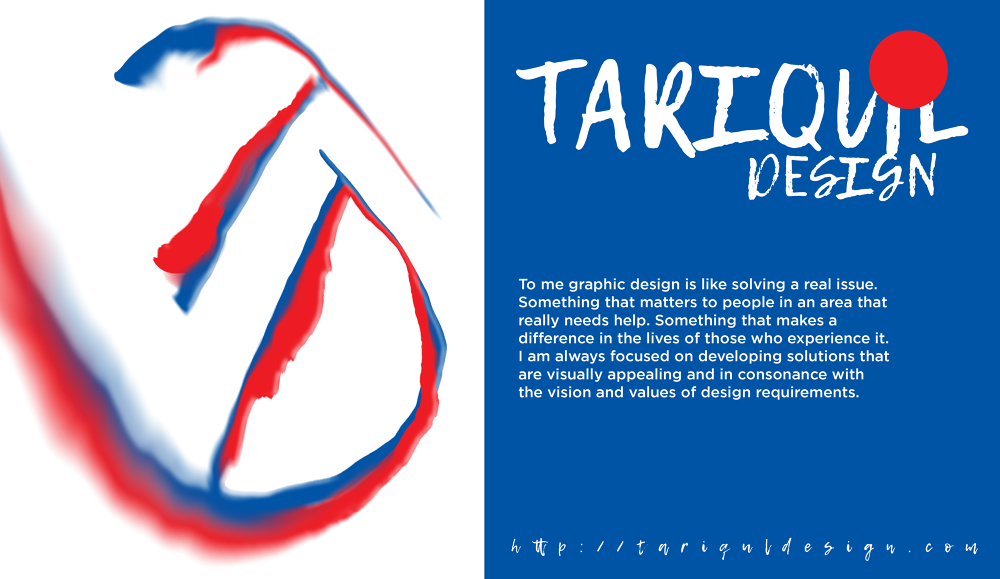 TARIQUIL
DESIGN
To me graphic design is like solving a real issue.
Something that matters to people in an area that
really needs help. Something that makes a
difference in the lives of those who experience it.
I am always focused on developing solutions that
are visually appealing and in consonance with
the vision and values of design requirements.
http://tariquldesign.com